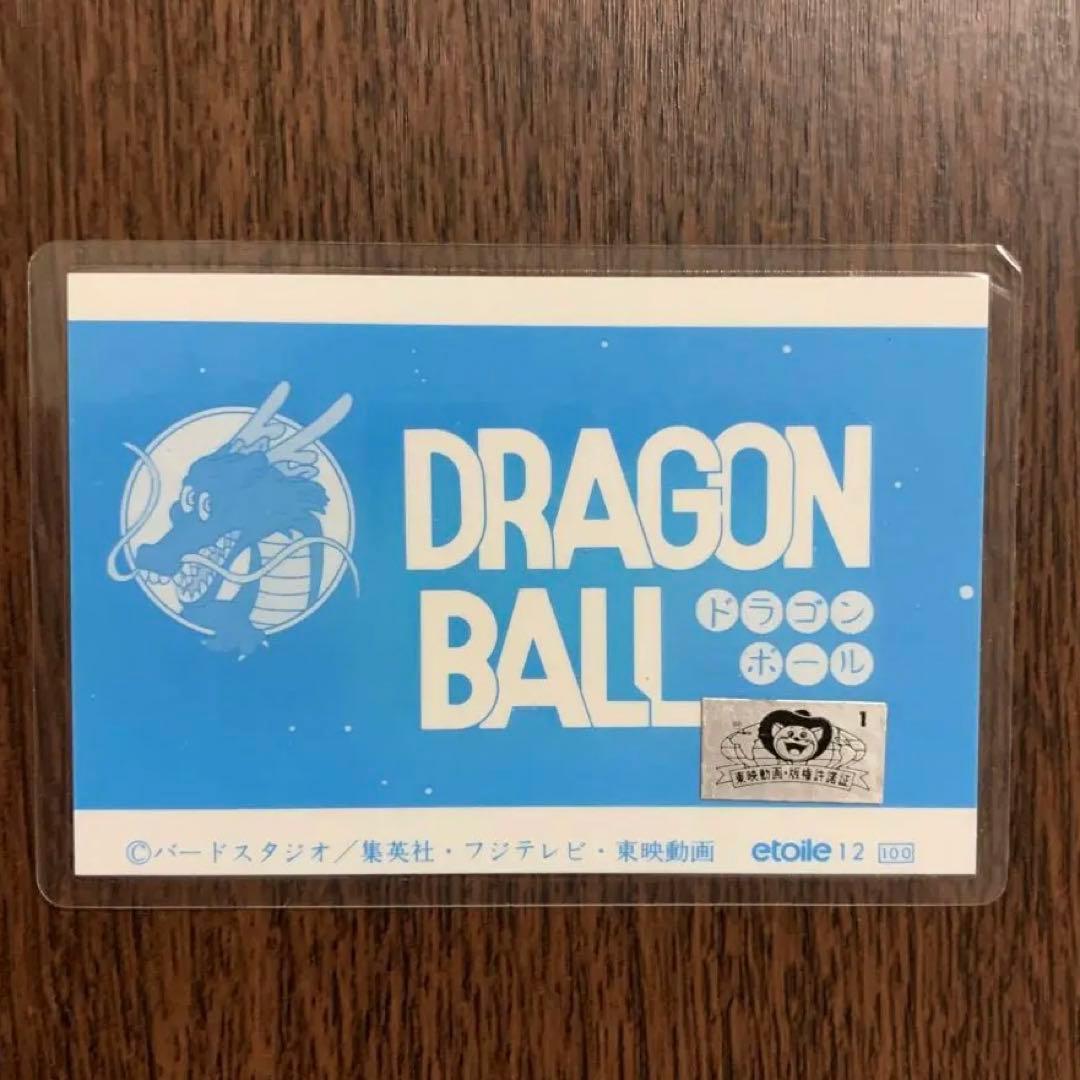 DRAGON
BALL
ドラゴン
ボール
1
東映動画・版権許諾証
©バードスタジオ／集英社・フジテレビ・東映動画 etoile 12 100